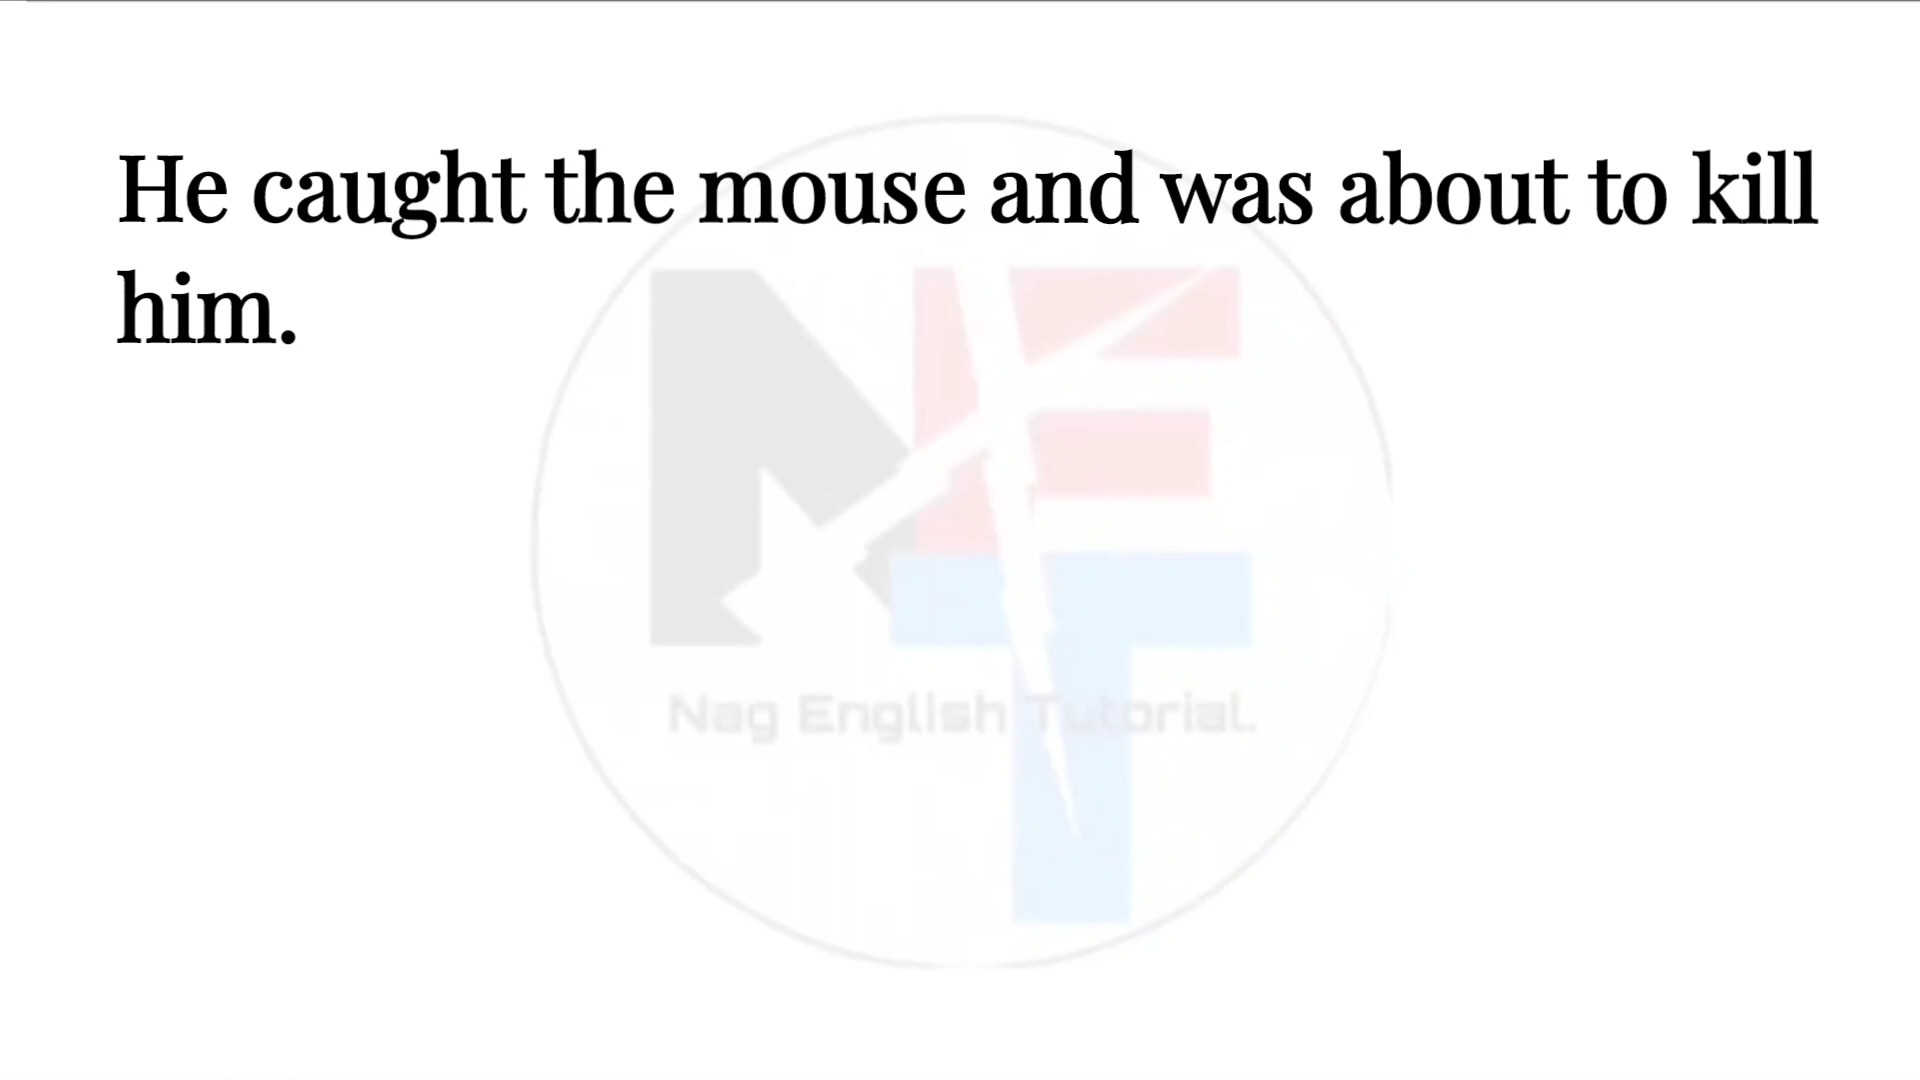 He caught the mouse and was about to kill
him.
Nag English Tutorial.